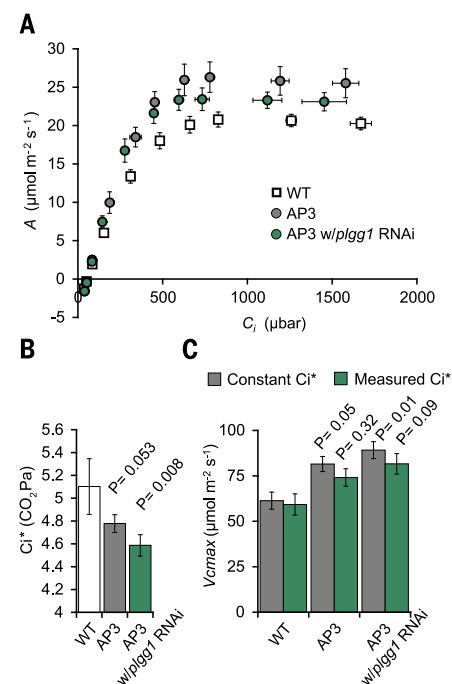 A
30
25
20
15
10
5
0
-5
A (μmol m⁻² s⁻¹)
WT
AP3
AP3 w/plgg1 RNAi
0 500 1000 1500 2000
Cᵢ (μbar)
B
5.6
5.4
5.2
5
4.8
4.6
4.4
4.2
4
Ci* (CO₂ Pa)
P= 0.053
P= 0.008
WT
AP3
AP3
w/plgg1 RNAi
C
Constant Ci* Measured Ci*
100
75
50
25
0
Vcmax (μmol m⁻² s⁻¹)
P= 0.05
P= 0.32
P= 0.01
P= 0.09
WT
AP3
AP3
w/plgg1 RNAi